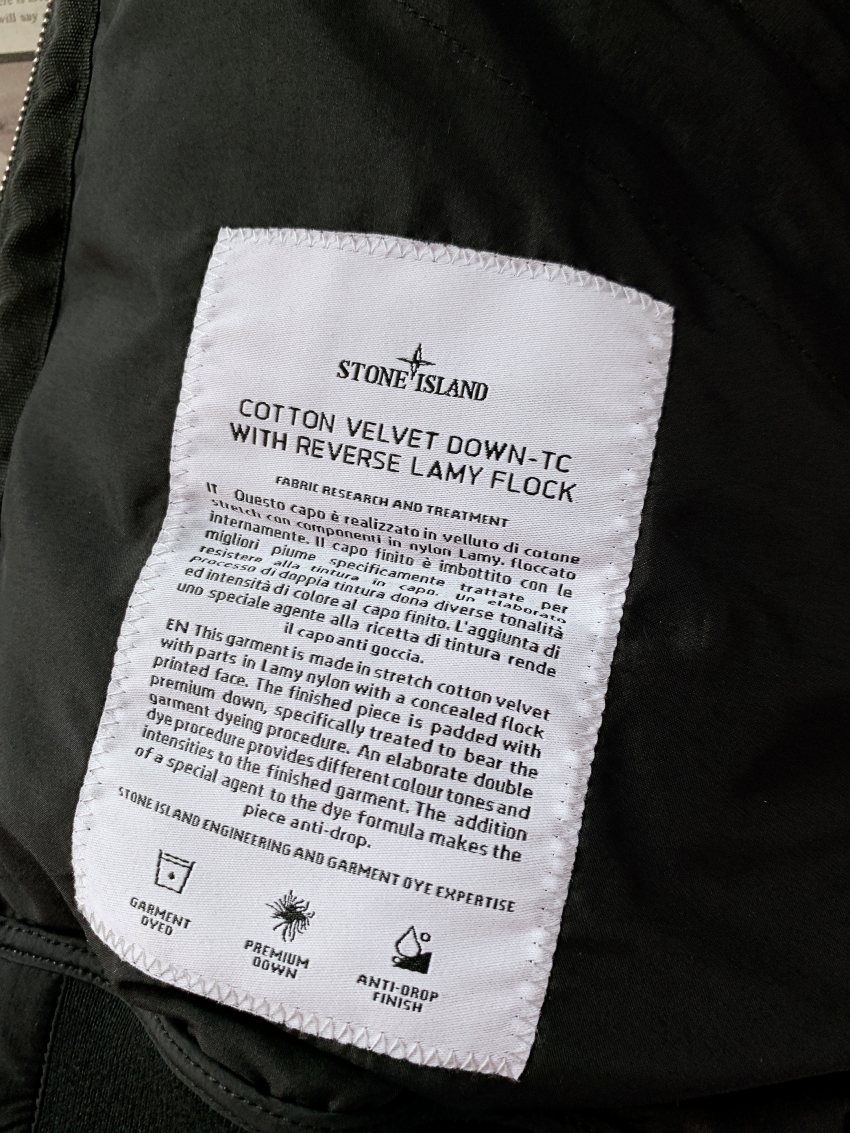 will say
STONE ISLAND
COTTON VELVET DOWN-TC
WITH REVERSE LAMY FLOCK
FABRIC RESEARCH AND TREATMENT
IT Questo capo è realizzato in velluto di cotone
stretch con componenti in nylon Lamy, floccato
internamente. Il capo finito è imbottito con le
migliori piume specificamente trattate per
resistere alla tintura in capo. Un elaborato
processo di doppia tintura dona diverse tonalità
ed intensità di colore al capo finito. L'aggiunta di
uno speciale agente alla ricetta di tintura rende
il capo anti goccia.
EN This garment is made in stretch cotton velvet
with parts in Lamy nylon with a concealed flock
printed face. The finished piece is padded with
premium down, specifically treated to bear the
garment dyeing procedure. An elaborate double
dye procedure provides different colour tones and
intensities to the finished garment. The addition
of a special agent to the dye formula makes the
piece anti-drop.
STONE ISLAND ENGINEERING AND GARMENT DYE EXPERTISE
GARMENT
DYED
PREMIUM
DOWN
ANTI-DROP
FINISH